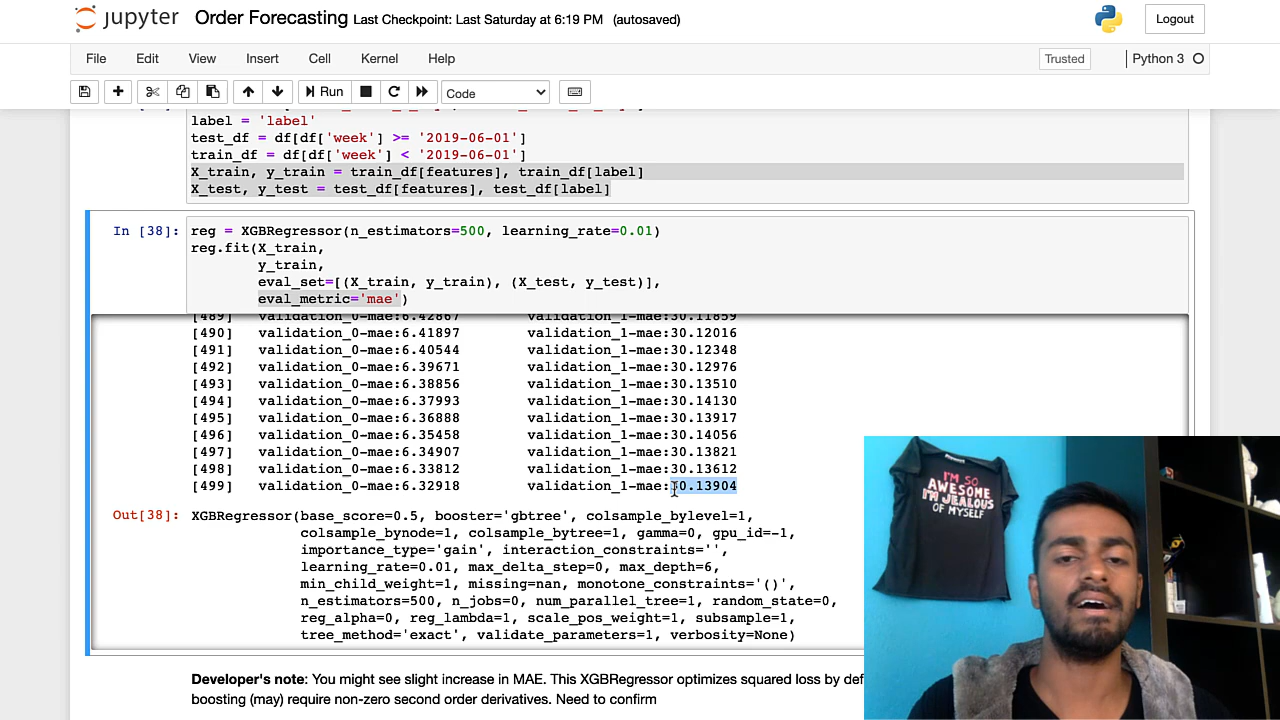 jupyter Order Forecasting Last Checkpoint: Last Saturday at 6:19 PM (autosaved)
Logout
File Edit View Insert Cell Kernel Help
Trusted
Python 3
Run
Code
label = 'label'
test_df = df[df['week'] >= '2019-06-01']
train_df = df[df['week'] < '2019-06-01']
X_train, y_train = train_df[features], train_df[label]
X_test, y_test = test_df[features], test_df[label]
In [38]:
reg = XGBRegressor(n_estimators=500, learning_rate=0.01)
reg.fit(X_train,
y_train,
eval_set=[(X_train, y_train), (X_test, y_test)],
eval_metric='mae')
[489] validation_0-mae:6.42867 validation_1-mae:30.11859
[490] validation_0-mae:6.41897 validation_1-mae:30.12016
[491] validation_0-mae:6.40544 validation_1-mae:30.12348
[492] validation_0-mae:6.39671 validation_1-mae:30.12976
[493] validation_0-mae:6.38856 validation_1-mae:30.13510
[494] validation_0-mae:6.37993 validation_1-mae:30.14130
[495] validation_0-mae:6.36888 validation_1-mae:30.13917
[496] validation_0-mae:6.35458 validation_1-mae:30.14056
[497] validation_0-mae:6.34907 validation_1-mae:30.13821
[498] validation_0-mae:6.33812 validation_1-mae:30.13612
[499] validation_0-mae:6.32918 validation_1-mae:30.13904
Out[38]:
XGBRegressor(base_score=0.5, booster='gbtree', colsample_bylevel=1,
colsample_bynode=1, colsample_bytree=1, gamma=0, gpu_id=-1,
importance_type='gain', interaction_constraints='',
learning_rate=0.01, max_delta_step=0, max_depth=6,
min_child_weight=1, missing=nan, monotone_constraints='()',
n_estimators=500, n_jobs=0, num_parallel_tree=1, random_state=0,
reg_alpha=0, reg_lambda=1, scale_pos_weight=1, subsample=1,
tree_method='exact', validate_parameters=1, verbosity=None)
Developer's note: You might see slight increase in MAE. This XGBRegressor optimizes squared loss by def
boosting (may) require non-zero second order derivatives. Need to confirm
I'M SO
AWESOME
I'M JEALOUS
OF MYSELF